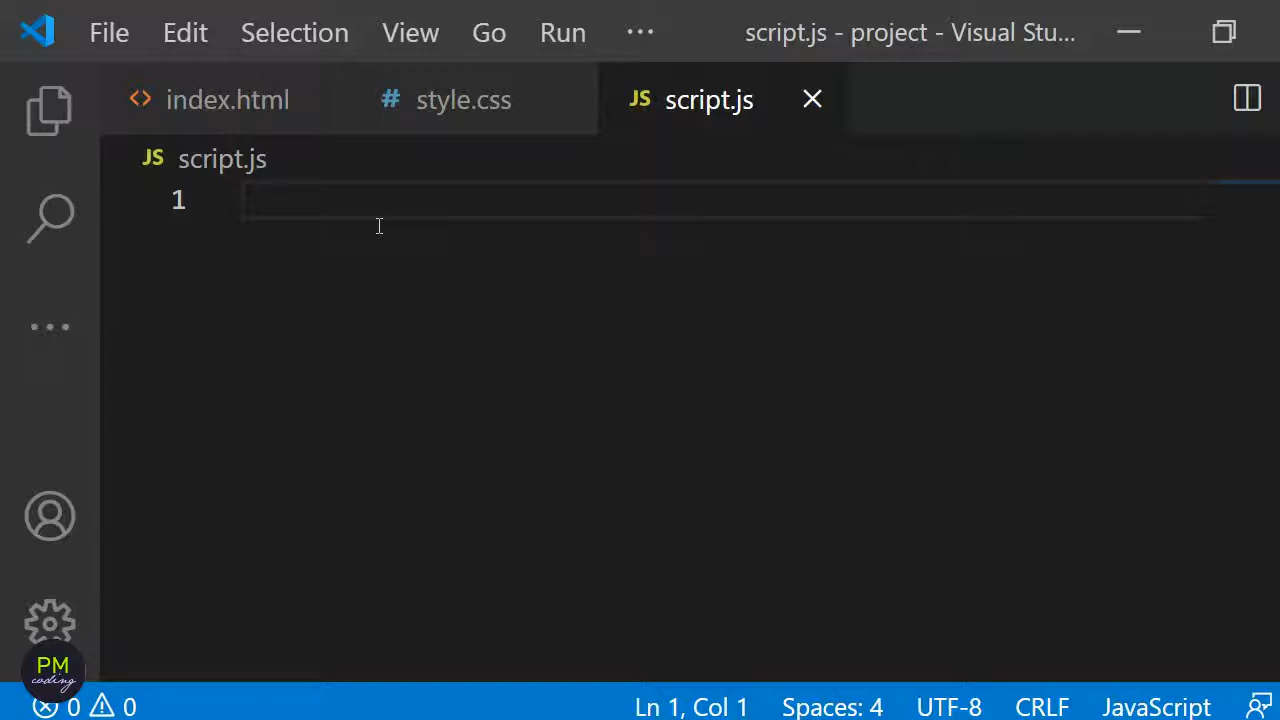 File Edit Selection View Go Run ··· script.js - project - Visual Stu...
<> index.html # style.css JS script.js
JS script.js
1
PM
coding
0 0 Ln 1, Col 1 Spaces: 4 UTF-8 CRLF JavaScript